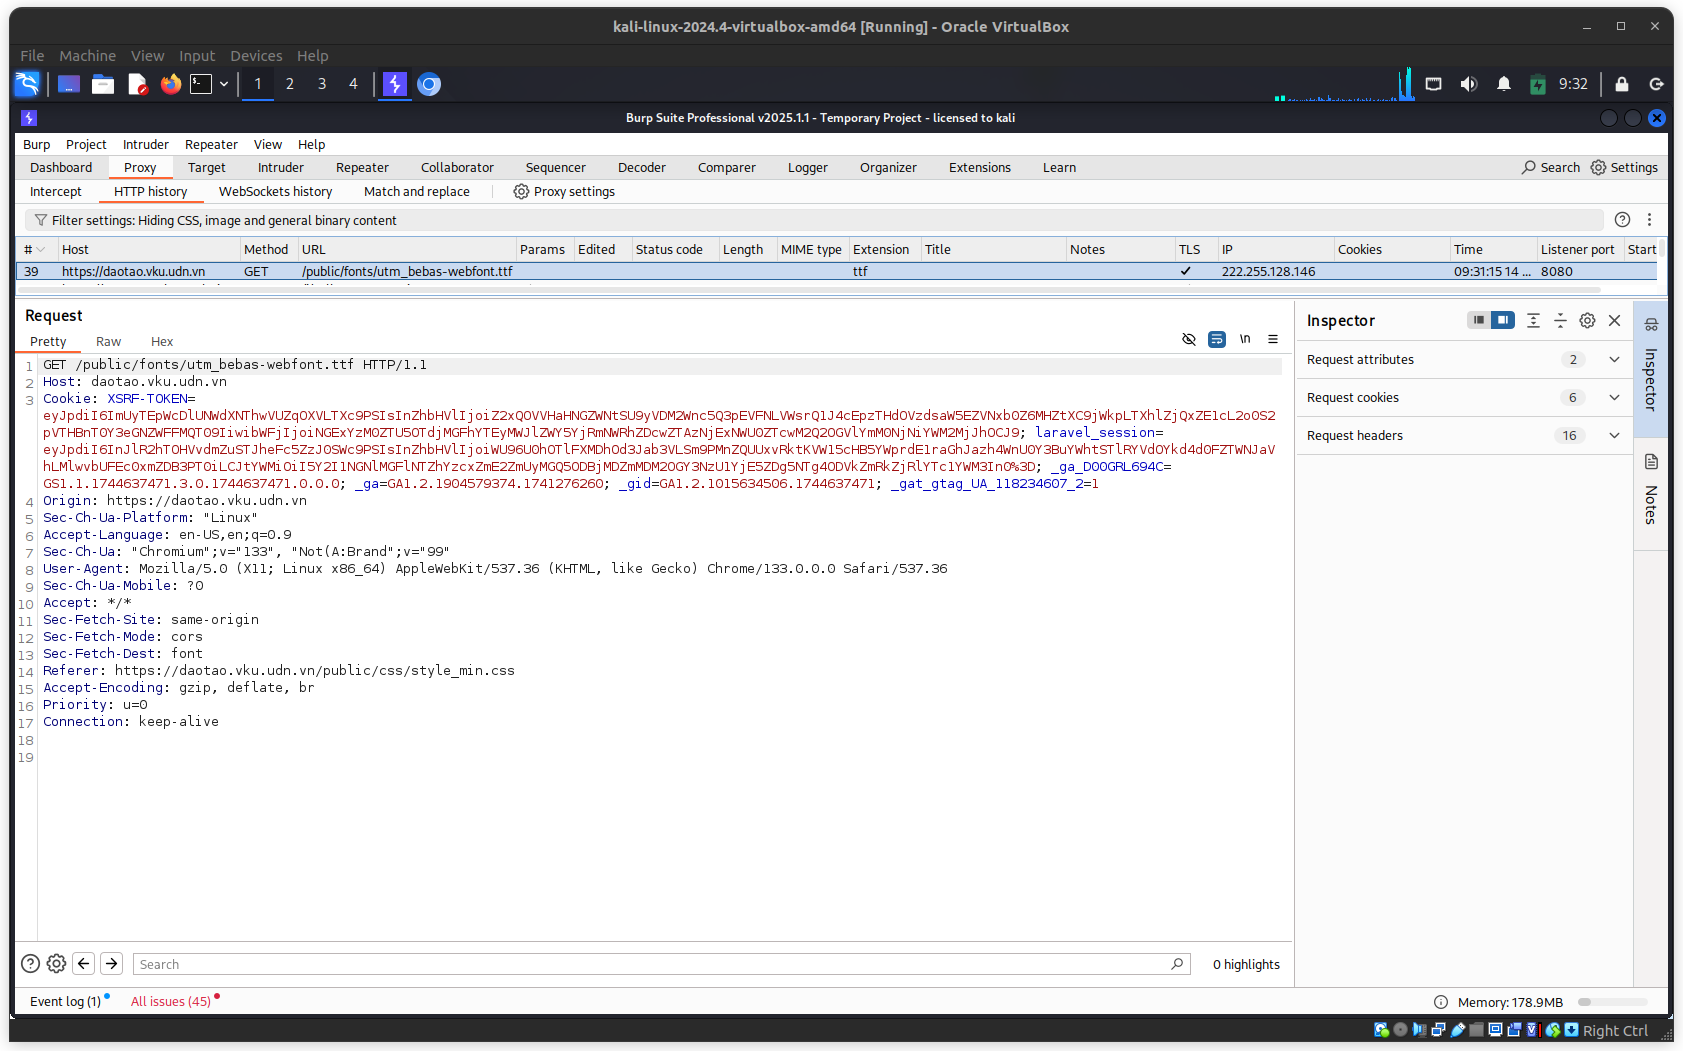 kali-linux-2024.4-virtualbox-amd64 [Running] - Oracle VirtualBox
File Machine View Input Devices Help
1 2 3 4 9:32
Burp Suite Professional v2025.1.1 - Temporary Project - licensed to kali
Burp Project Intruder Repeater View Help
Dashboard Proxy Target Intruder Repeater Collaborator Sequencer Decoder Comparer Logger Organizer Extensions Learn Search Settings
Intercept HTTP history WebSockets history Match and replace Proxy settings
Filter settings: Hiding CSS, image and general binary content
# Host Method URL Params Edited Status code Length MIME type Extension Title Notes TLS IP Cookies Time Listener port Start
39 https://daotao.vku.udn.vn GET /public/fonts/utm_bebas-webfont.ttf ttf ✓ 222.255.128.146 09:31:15 14 ... 8080
Request
Pretty Raw Hex \n
1 GET /public/fonts/utm_bebas-webfont.ttf HTTP/1.1
2 Host: daotao.vku.udn.vn
3 Cookie: XSRF-TOKEN=
laravel_session=
_ga_D00GRL694C=
GS1.1.1744637471.3.0.1744637471.0.0.0; _ga=GA1.2.1904579374.1741276260; _gid=GA1.2.1015634506.1744637471; _gat_gtag_UA_118234607_2=1
4 Origin: https://daotao.vku.udn.vn
5 Sec-Ch-Ua-Platform: "Linux"
6 Accept-Language: en-US,en;q=0.9
7 Sec-Ch-Ua: "Chromium";v="133", "Not(A:Brand";v="99"
8 User-Agent: Mozilla/5.0 (X11; Linux x86_64) AppleWebKit/537.36 (KHTML, like Gecko) Chrome/133.0.0.0 Safari/537.36
9 Sec-Ch-Ua-Mobile: ?0
10 Accept: */*
11 Sec-Fetch-Site: same-origin
12 Sec-Fetch-Mode: cors
13 Sec-Fetch-Dest: font
14 Referer: https://daotao.vku.udn.vn/public/css/style_min.css
15 Accept-Encoding: gzip, deflate, br
16 Priority: u=0
17 Connection: keep-alive
18
19
Inspector
Request attributes 2
Request cookies 6
Request headers 16
Inspector
Notes
Search 0 highlights
Event log (1) All issues (45) Memory: 178.9MB
Right Ctrl